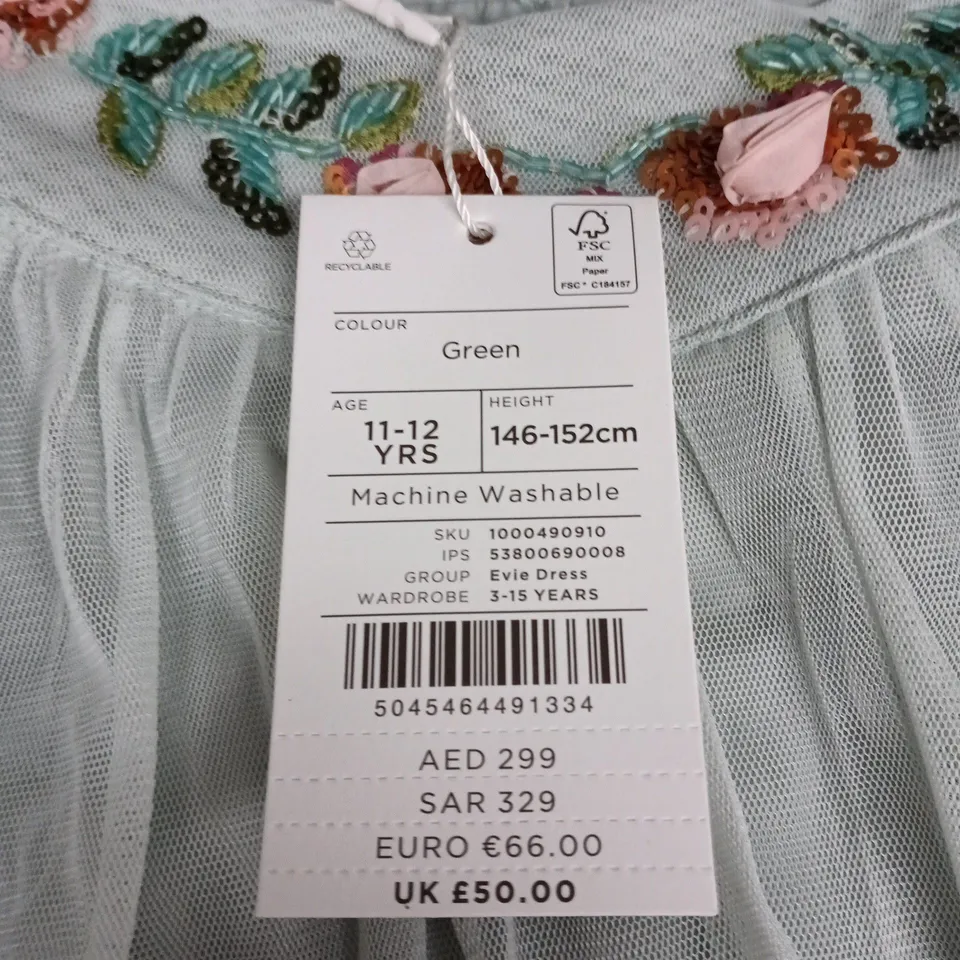 RECYCLABLE
FSC
MIX
Paper
FSC® C184157
COLOUR
Green
AGE
11-12 YRS
HEIGHT
146-152cm
Machine Washable
SKU 1000490910
IPS 53800690008
GROUP Evie Dress
WARDROBE 3-15 YEARS
5045464491334
AED 299
SAR 329
EURO €66.00
UK £50.00